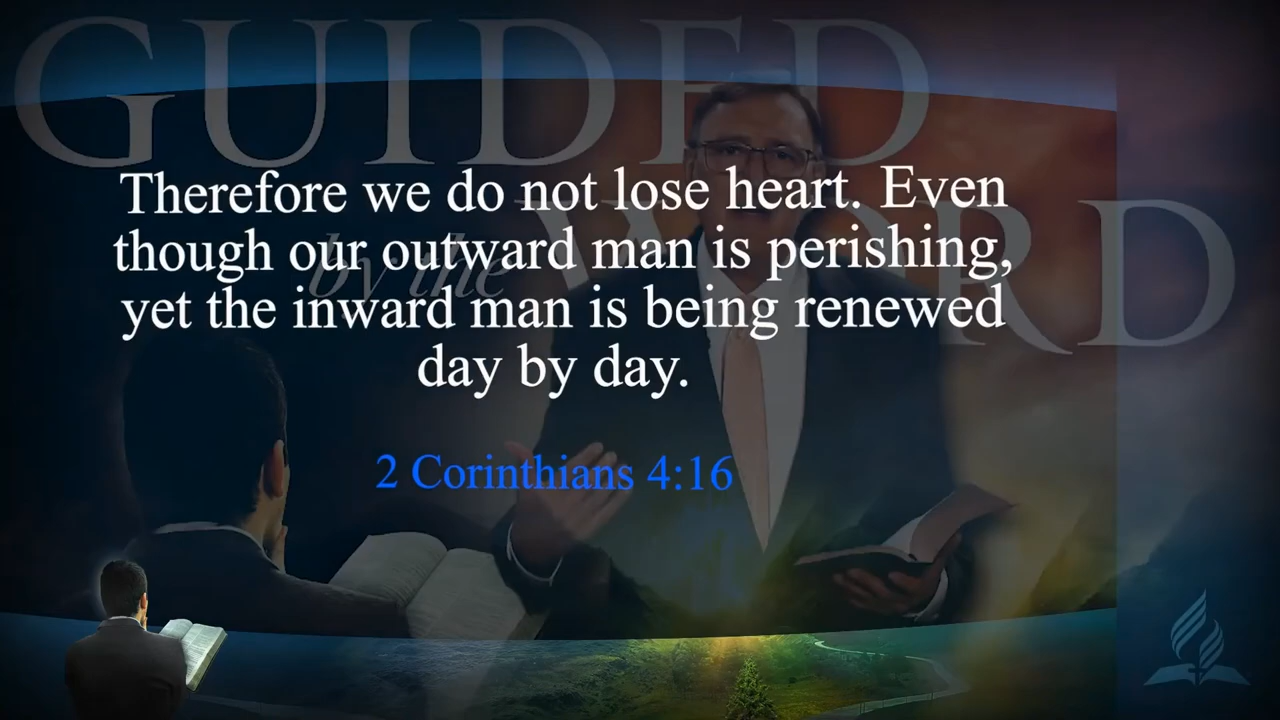 GUIDED
by the WORD
Therefore we do not lose heart. Even
though our outward man is perishing,
yet the inward man is being renewed
day by day.
2 Corinthians 4:16